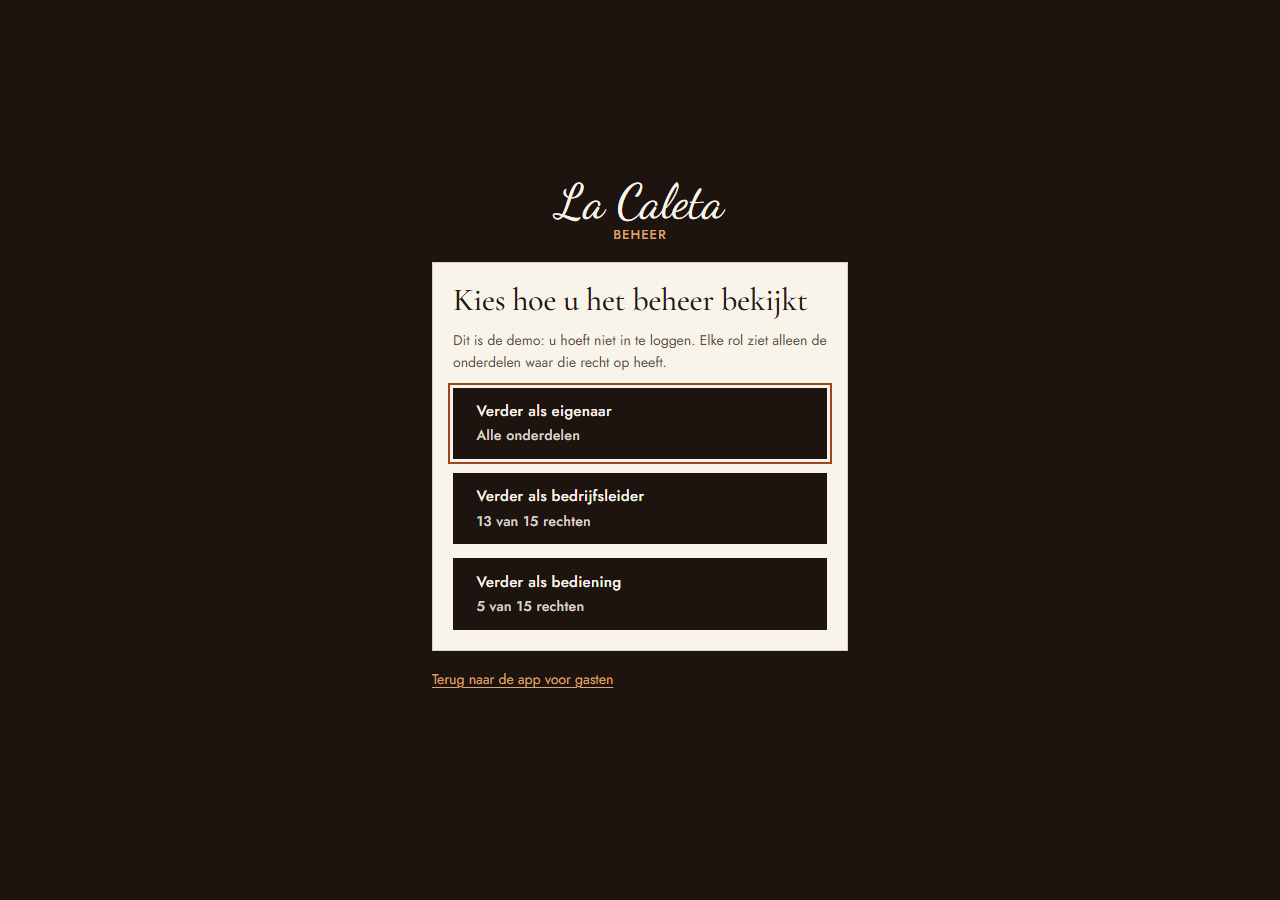 La Caleta
BEHEER
Kies hoe u het beheer bekijkt
Dit is de demo: u hoeft niet in te loggen. Elke rol ziet alleen de
onderdelen waar die recht op heeft.
Verder als eigenaar
Alle onderdelen
Verder als bedrijfsleider
13 van 15 rechten
Verder als bediening
5 van 15 rechten
Terug naar de app voor gasten